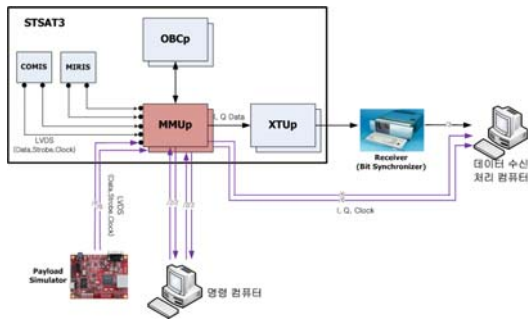 STSAT3
OBCp
COMIS
MIRIS
MMUp
I, Q Data
XTUp
LVDS
(Data,Strobe,Clock)
Receiver
(Bit Synchronizer)
데이터 수신
처리 컴퓨터
I, Q, Clock
LVDS
(Data,Strobe,Clock)
Payload
Simulator
명령 컴퓨터